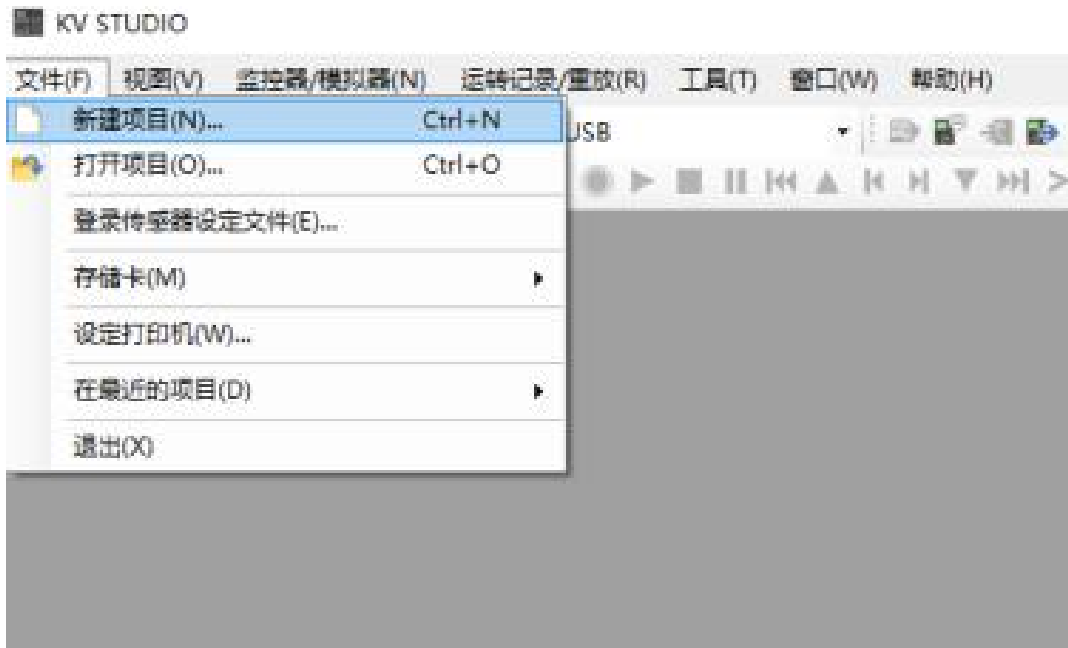 KV STUDIO
文件(F) 视图(V) 监控器/模拟器(N) 运转记录/重放(R) 工具(T) 窗口(W) 帮助(H)
新建项目(N)... Ctrl+N
USB
打开项目(O)... Ctrl+O
登录传感器设定文件(E)...
存储卡(M)
设定打印机(W)...
在最近的项目(D)
退出(X)